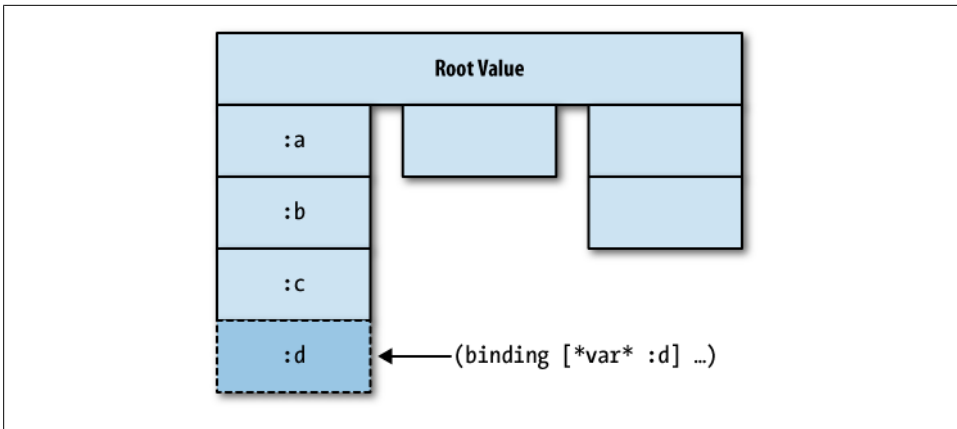 Root Value
:a
:b
:c
:d
(binding [*var* :d] …)